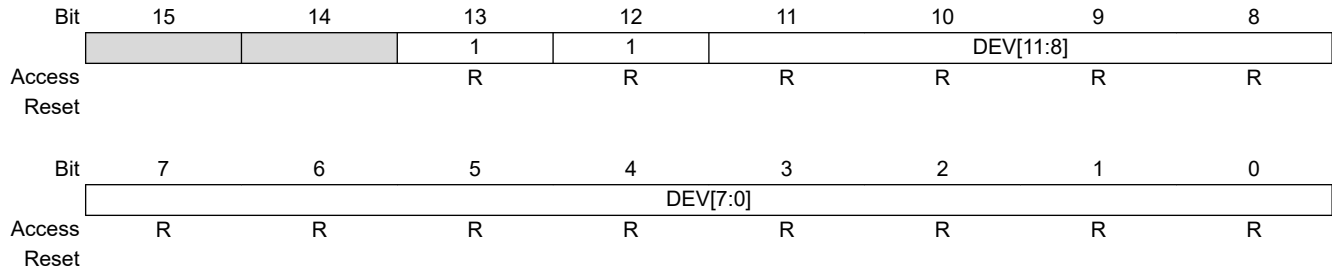 Bit 15 14 13 12 11 10 9 8
1 1 DEV[11:8]
Access R R R R R R
Reset
Bit 7 6 5 4 3 2 1 0
DEV[7:0]
Access R R R R R R R R
Reset